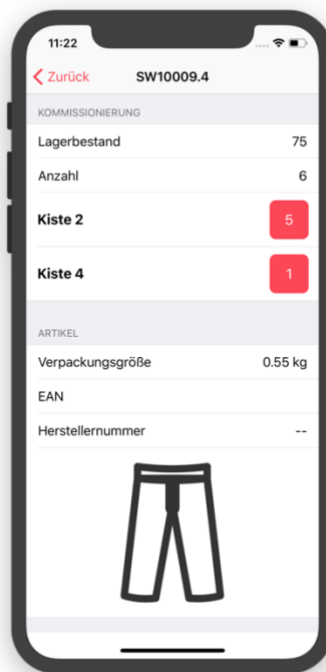 11:22
Zurück SW10009.4
KOMMISSIONIERUNG
Lagerbestand 75
Anzahl 6
Kiste 2 5
Kiste 4 1
ARTIKEL
Verpackungsgröße 0.55 kg
EAN
Herstellernummer --